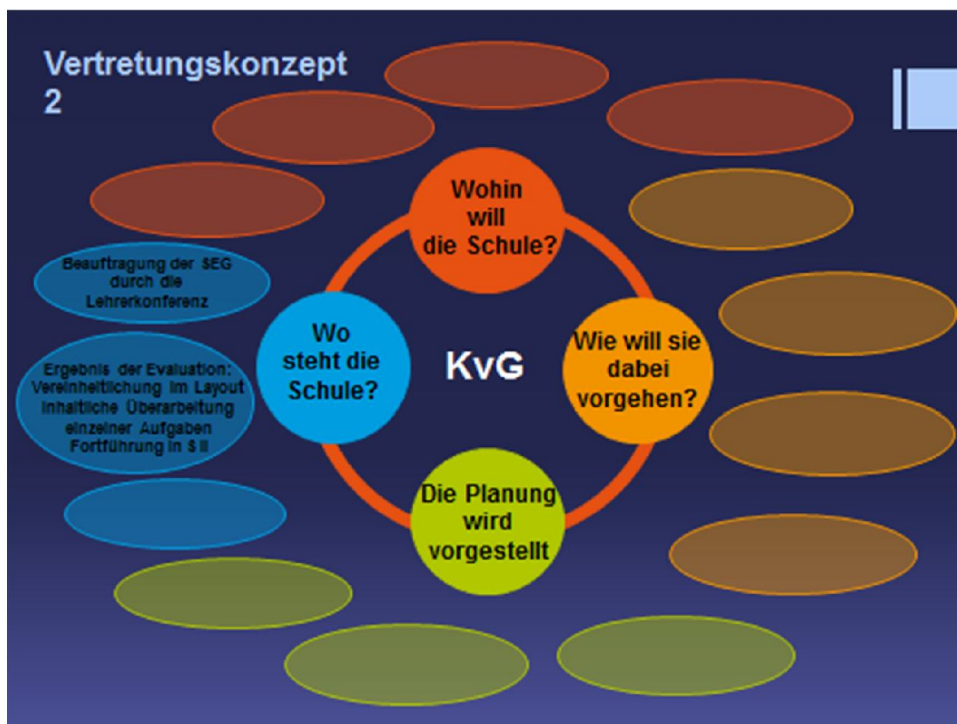 Vertretungskonzept
2
Wohin
will
die Schule?
Beauftragung der SEG
durch die
Lehrerkonferenz
Wo
steht die
Schule?
KvG
Wie will sie
dabei
vorgehen?
Ergebnis der Evaluation:
Vereinheitlichung im Layout
inhaltliche Überarbeitung
einzelner Aufgaben
Fortführung in S II
Die Planung
wird
vorgestellt